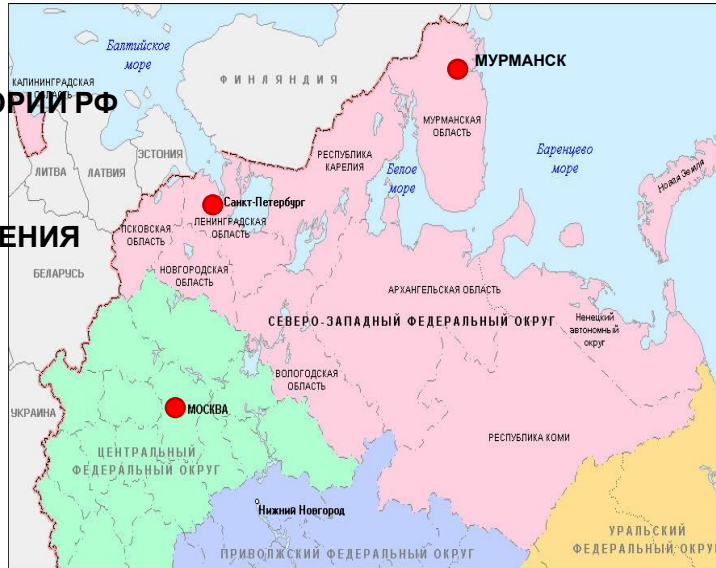 Балтийское
море
ФИНЛЯНДИЯ
МУРМАНСК
КАЛИНИНГРАДСКАЯ
ОБЛАСТЬ
ОРИИ РФ
МУРМАНСКАЯ
ОБЛАСТЬ
ЭСТОНИЯ
ЛИТВА
ЛАТВИЯ
РЕСПУБЛИКА
КАРЕЛИЯ
Белое
море
Баренцево
море
Новая Земля
Санкт-Петербург
ЛЕНИНГРАДСКАЯ
ОБЛАСТЬ
ПСКОВСКАЯ
ОБЛАСТЬ
ЕНИЯ
БЕЛАРУСЬ
НОВГОРОДСКАЯ
ОБЛАСТЬ
АРХАНГЕЛЬСКАЯ ОБЛАСТЬ
СЕВЕРО-ЗАПАДНЫЙ ФЕДЕРАЛЬНЫЙ ОКРУГ
Ненецкий
автономный
округ
ВОЛОГОДСКАЯ
ОБЛАСТЬ
УКРАИНА
МОСКВА
РЕСПУБЛИКА КОМИ
ЦЕНТРАЛЬНЫЙ
ФЕДЕРАЛЬНЫЙ ОКРУГ
Нижний Новгород
УРАЛЬСКИЙ
ФЕДЕРАЛЬНЫЙ ОКРУГ
ПРИВОЛЖСКИЙ ФЕДЕРАЛЬНЫЙ ОКРУГ